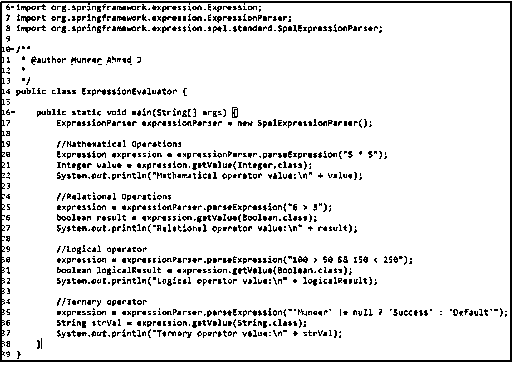 6 import org.springframework.expression.Expression;
7 import org.springframework.expression.ExpressionParser;
8 import org.springframework.expression.spel.standard.SpelExpressionParser;
9
10 /**
11 * @author Muneer Ahmed J
12 *
13 */
14 public class ExpressionEvaluator {
15
16 public static void main(String[] args) {
17 ExpressionParser expressionParser = new SpelExpressionParser();
18
19 //Mathematical Operations
20 Expression expression = expressionParser.parseExpression("5 * 5");
21 Integer value = expression.getValue(Integer.class);
22 System.out.println("Mathematical operator value:\n" + value);
23
24 //Relational Operations
25 expression = expressionParser.parseExpression("6 > 3");
26 boolean result = expression.getValue(Boolean.class);
27 System.out.println("Relational operator value:\n" + result);
28
29 //Logical operator
30 expression = expressionParser.parseExpression("100 > 50 && 150 < 250");
31 boolean logicalResult = expression.getValue(Boolean.class);
32 System.out.println("Logical operator value:\n" + logicalResult);
33
34 //Ternary operator
35 expression = expressionParser.parseExpression("'Muneer' != null ? 'Success' : 'Default'");
36 String strVal = expression.getValue(String.class);
37 System.out.println("Ternary operator value:\n" + strVal);
38 }
39 }